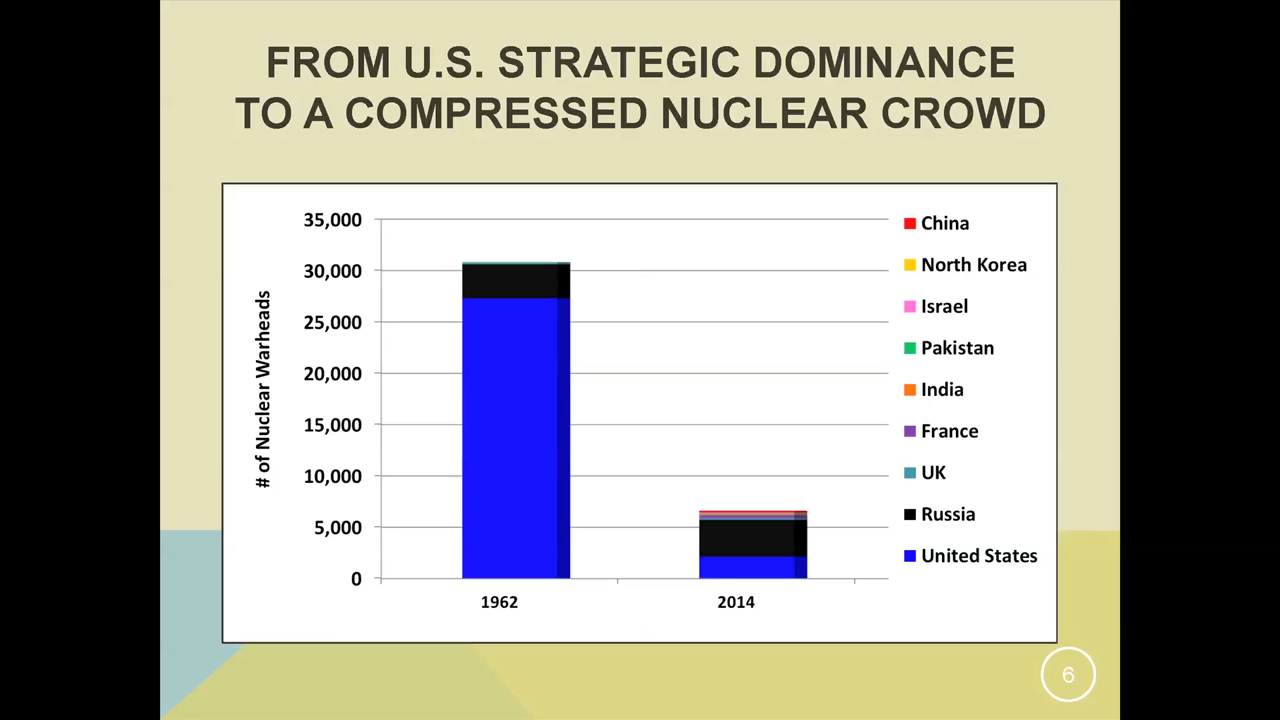 FROM U.S. STRATEGIC DOMINANCE
TO A COMPRESSED NUCLEAR CROWD
# of Nuclear Warheads
35,000
30,000
25,000
20,000
15,000
10,000
5,000
0
1962
2014
China
North Korea
Israel
Pakistan
India
France
UK
Russia
United States
6